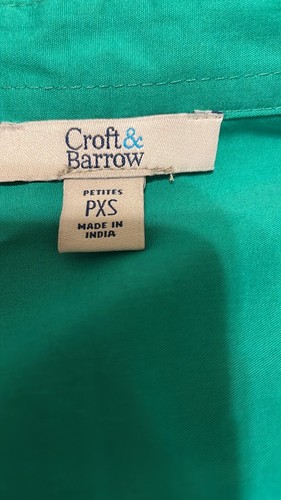 Croft&
Barrow
PETITES
PXS
MADE IN
INDIA